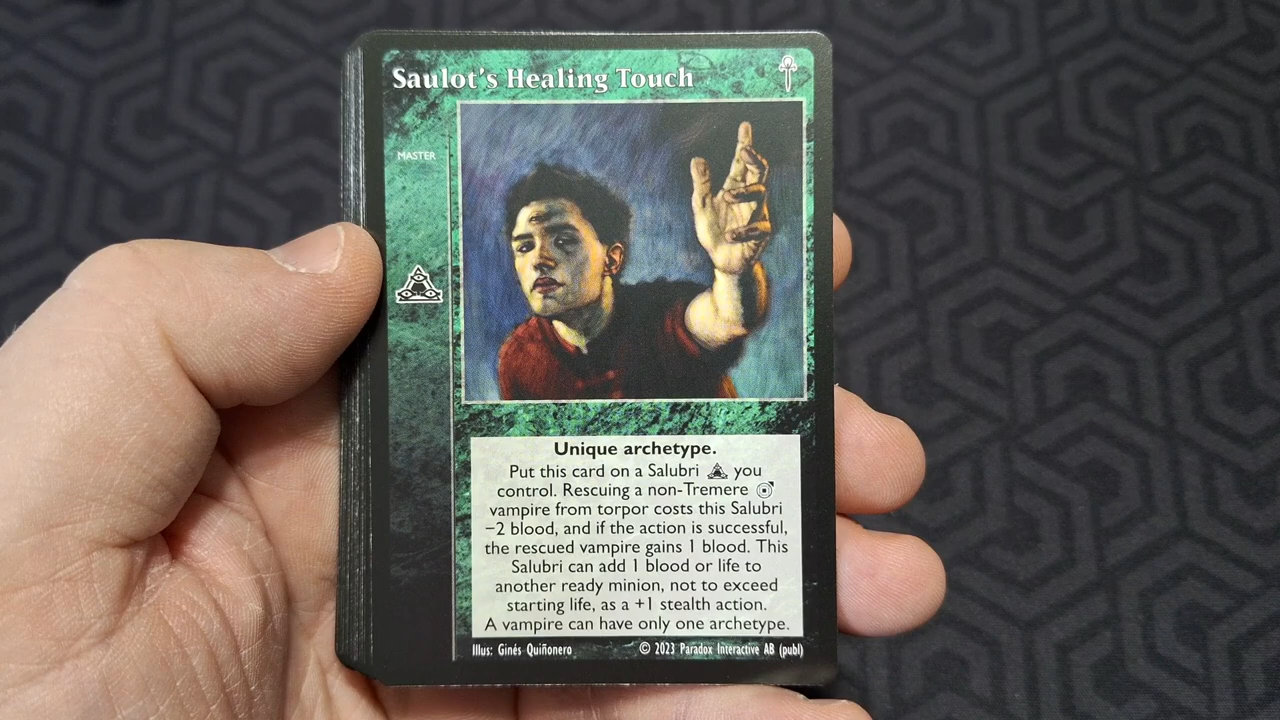 Saulot's Healing Touch
MASTER
Unique archetype.
Put this card on a Salubri you
control. Rescuing a non-Tremere
vampire from torpor costs this Salubri
−2 blood, and if the action is successful,
the rescued vampire gains 1 blood. This
Salubri can add 1 blood or life to
another ready minion, not to exceed
starting life, as a +1 stealth action.
A vampire can have only one archetype.
Illus: Ginés Quiñonero © 2023 Paradox Interactive AB (publ)